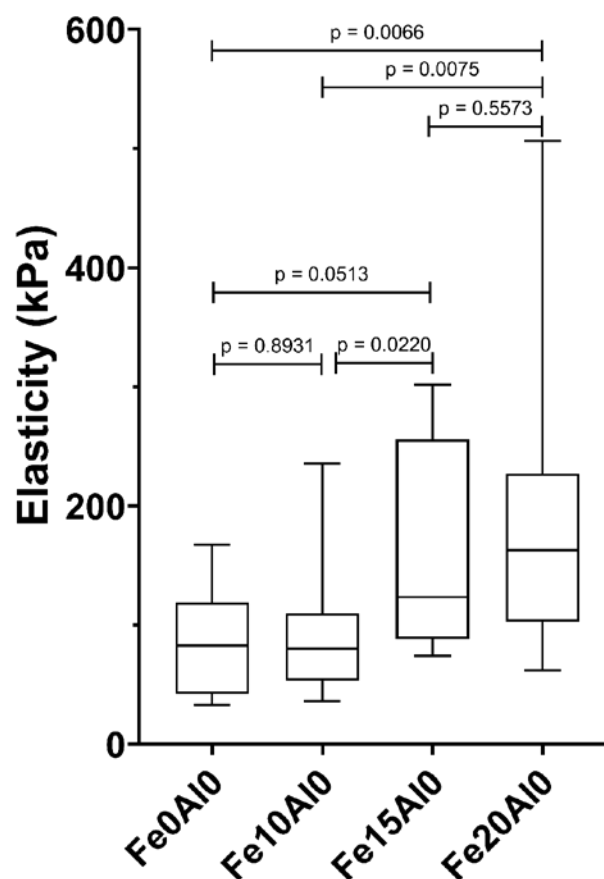 600
p = 0.0066
p = 0.0075
p = 0.5573
400
p = 0.0513
p = 0.8931
p = 0.0220
200
0
Elasticity (kPa)
Fe0Al0
Fe10Al0
Fe15Al0
Fe20Al0